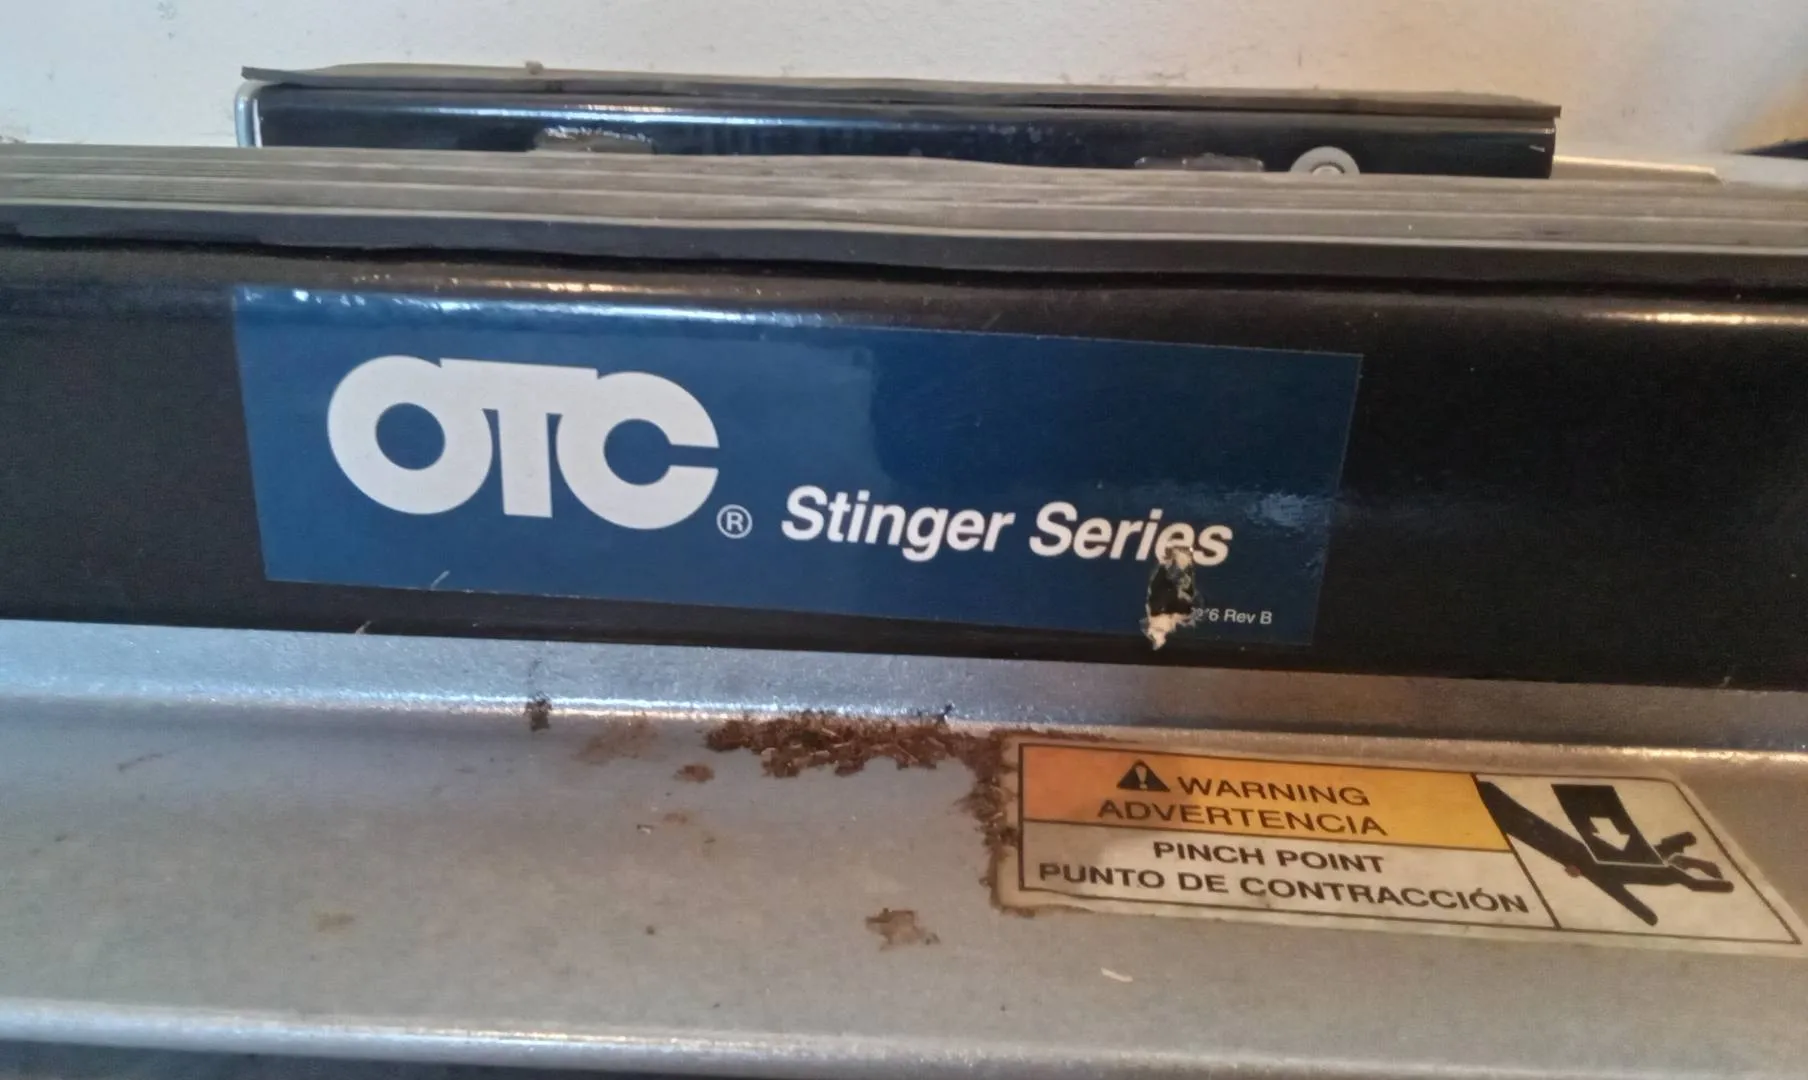 OTC® Stinger Series
Rev B
WARNING
ADVERTENCIA
PINCH POINT
PUNTO DE CONTRACCIÓN